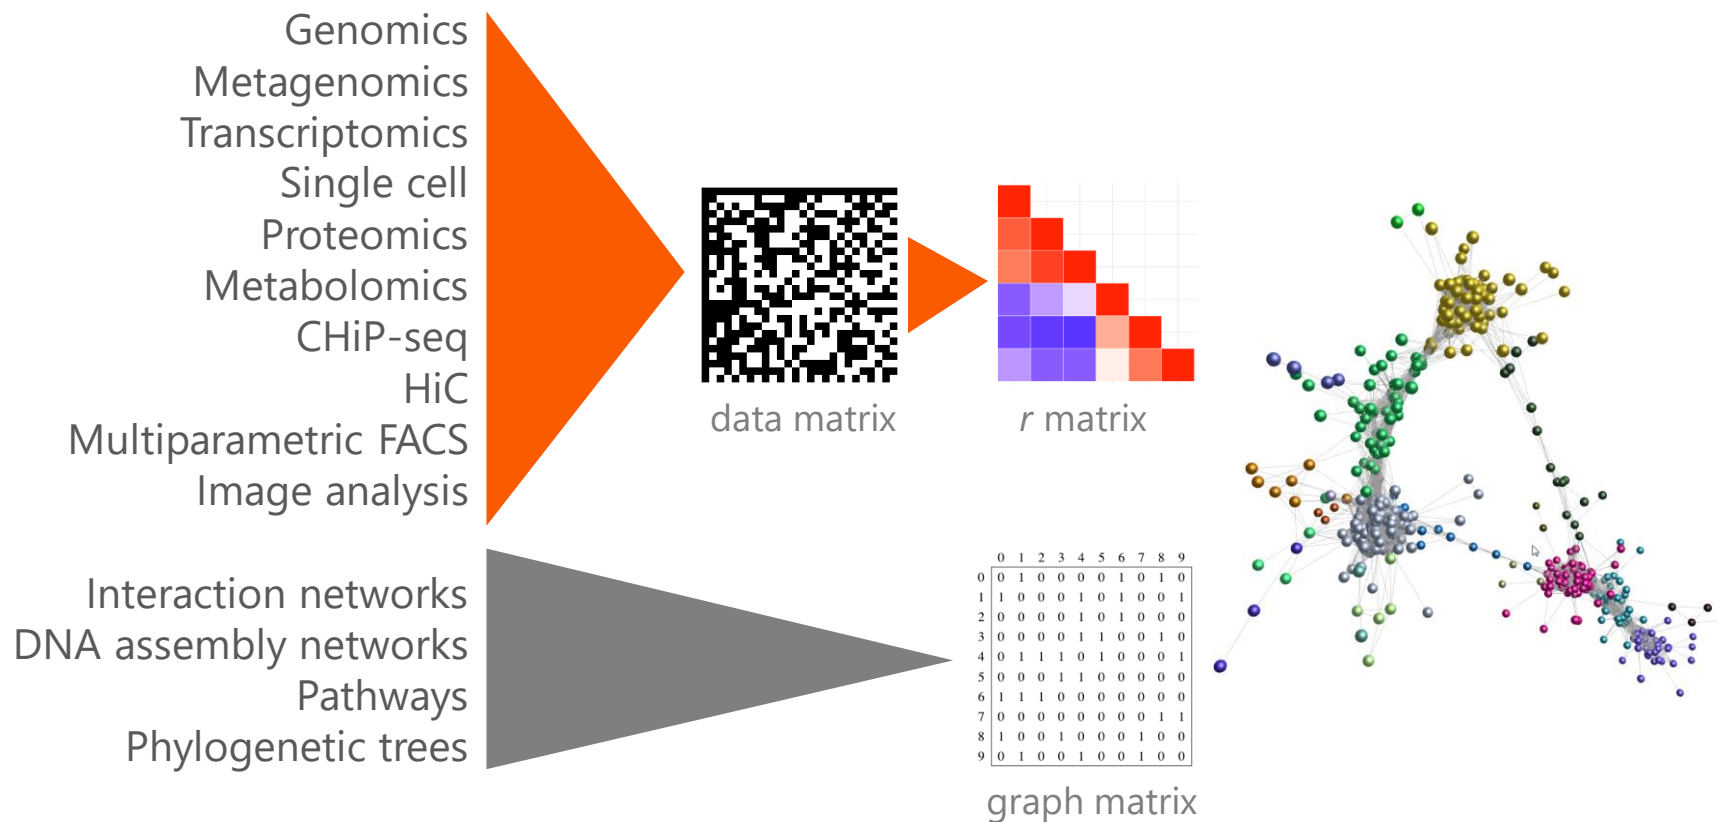 Genomics
Metagenomics
Transcriptomics
Single cell
Proteomics
Metabolomics
CHiP-seq
HiC
Multiparametric FACS
Image analysis
data matrix
r matrix
Interaction networks
DNA assembly networks
Pathways
Phylogenetic trees
0 1 2 3 4 5 6 7 8 9
0 0 1 0 0 0 0 1 0 1 0
1 1 0 0 0 1 0 1 0 0 1
2 0 0 0 0 1 0 1 0 0 0
3 0 0 0 0 1 1 0 0 1 0
4 0 1 1 1 0 1 0 0 0 1
5 0 0 0 1 1 0 0 0 0 0
6 1 1 1 0 0 0 0 0 0 0
7 0 0 0 0 0 0 0 0 1 1
8 1 0 0 1 0 0 0 1 0 0
9 0 1 0 0 1 0 0 1 0 0
graph matrix